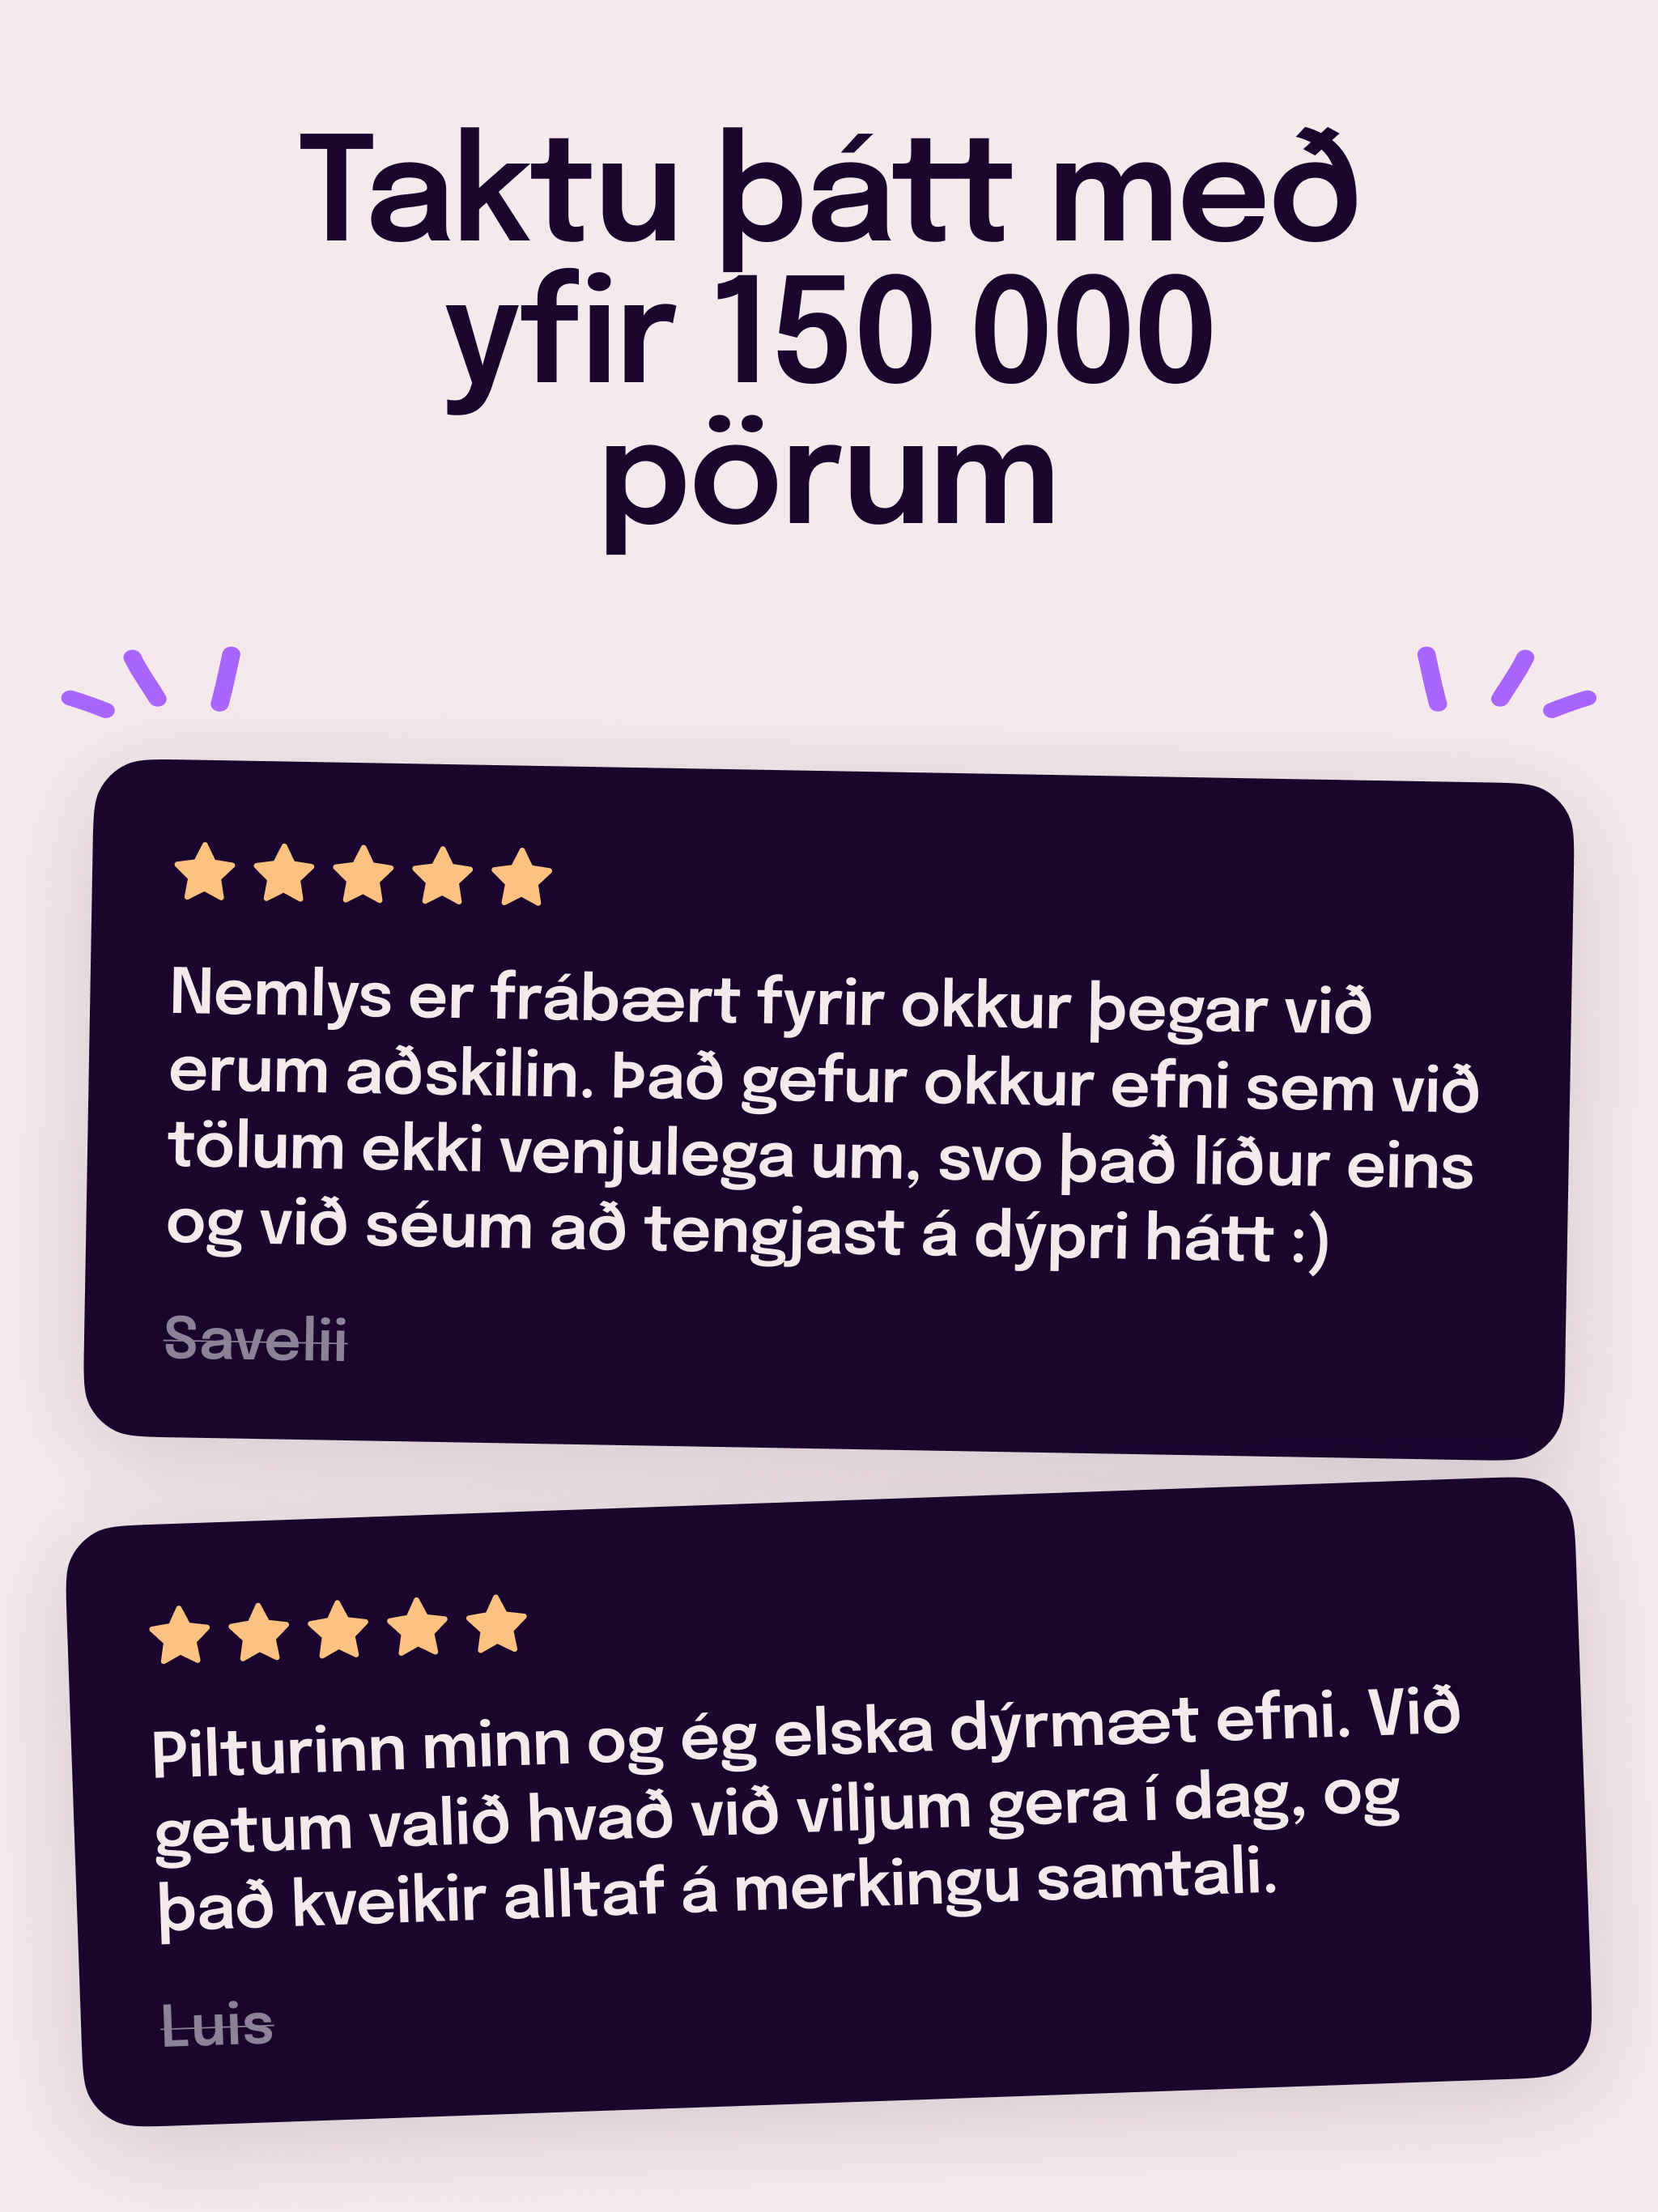 Taktu þátt með
yfir 150 000
pörum
Nemlys er frábært fyrir okkur þegar við
erum aðskilin. Það gefur okkur efni sem við
tölum ekki venjulega um, svo það líður eins
og við séum að tengjast á dýpri hátt :)
Savelii
Pilturinn minn og ég elska dýrmæt efni. Við
getum valið hvað við viljum gera í dag, og
það kveikir alltaf á merkingu samtali.
Luis